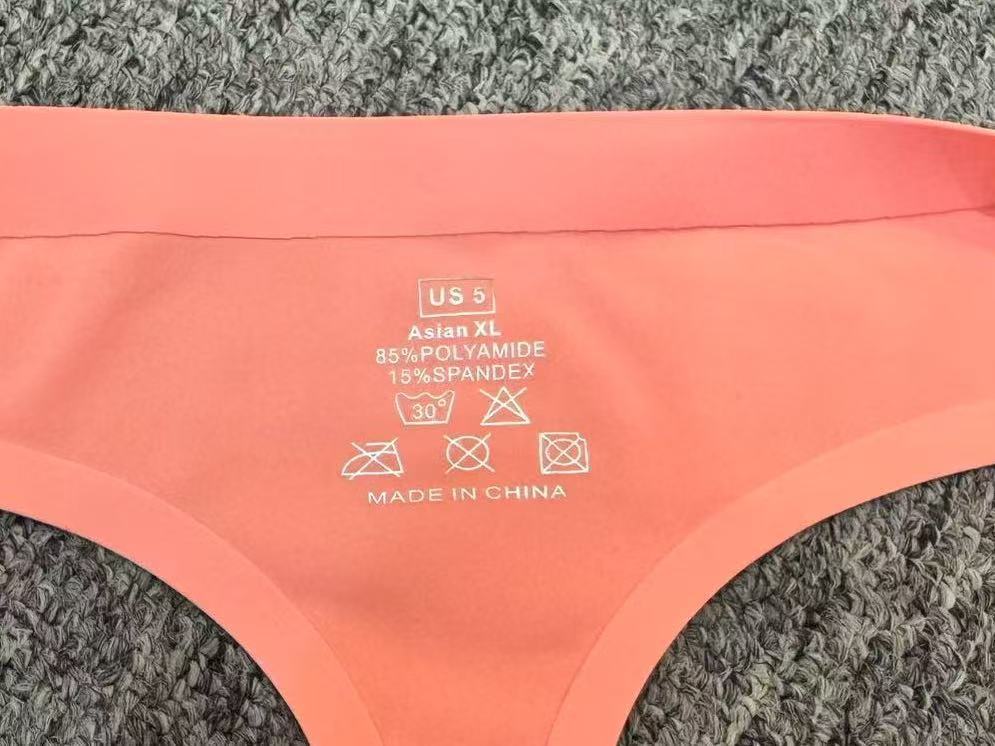 US 5
Asian XL
85%POLYAMIDE
15%SPANDEX
30°
MADE IN CHINA